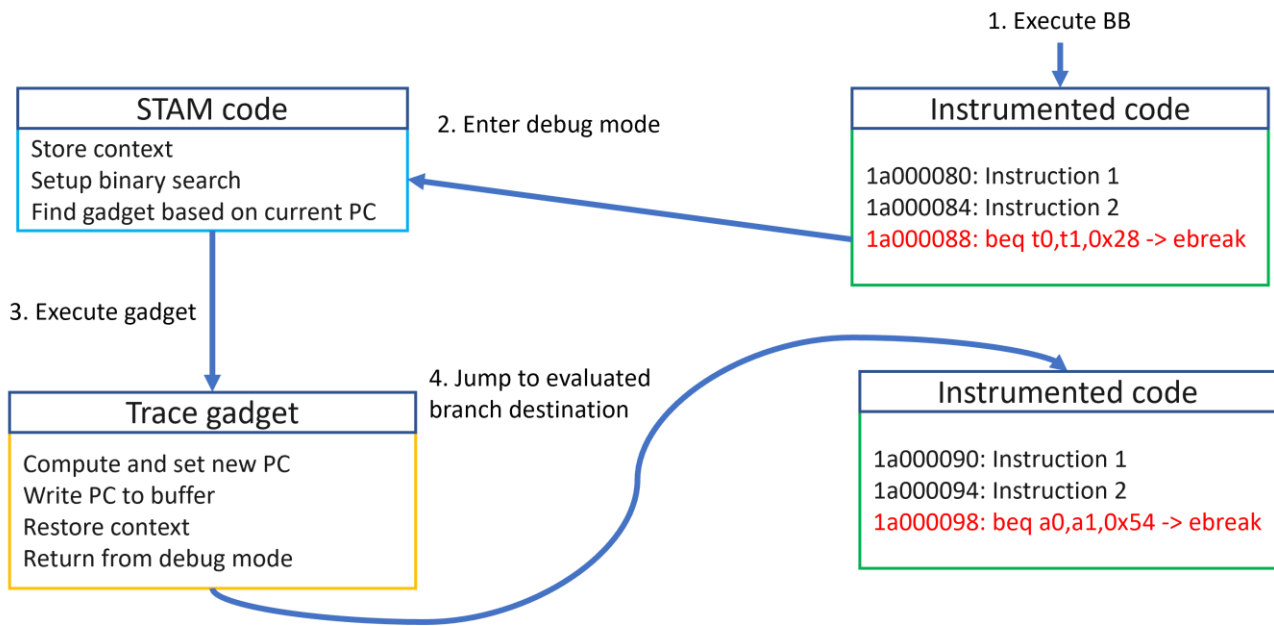 1. Execute BB
Instrumented code
1a000080: Instruction 1
1a000084: Instruction 2
1a000088: beq t0,t1,0x28 -> ebreak
2. Enter debug mode
STAM code
Store context
Setup binary search
Find gadget based on current PC
3. Execute gadget
Trace gadget
Compute and set new PC
Write PC to buffer
Restore context
Return from debug mode
4. Jump to evaluated
branch destination
Instrumented code
1a000090: Instruction 1
1a000094: Instruction 2
1a000098: beq a0,a1,0x54 -> ebreak